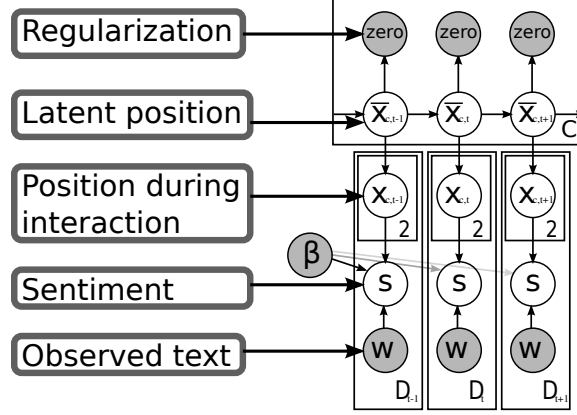 Regularization
zero zero zero
Latent position
X̅c,t-1 X̅c,t X̅c,t+1
C
Position during
interaction
Xc,t-1 Xc,t Xc,t+1
2 2 2
β
Sentiment
S S S
Observed text
W W W
Dt-1 Dt Dt+1